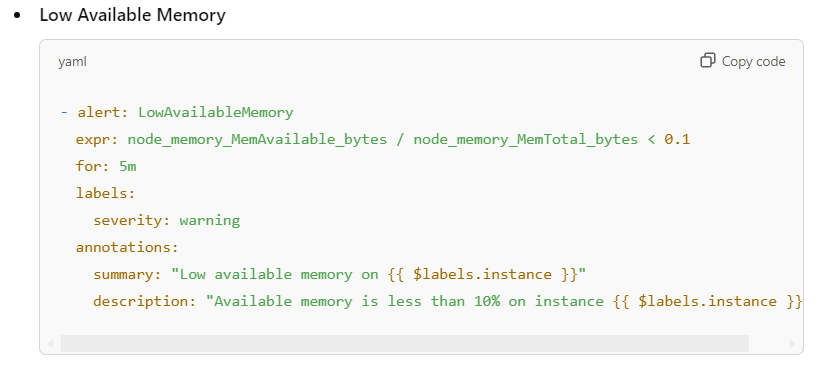 • Low Available Memory
yaml Copy code
- alert: LowAvailableMemory
expr: node_memory_MemAvailable_bytes / node_memory_MemTotal_bytes < 0.1
for: 5m
labels:
severity: warning
annotations:
summary: "Low available memory on {{ $labels.instance }}"
description: "Available memory is less than 10% on instance {{ $labels.instance }}